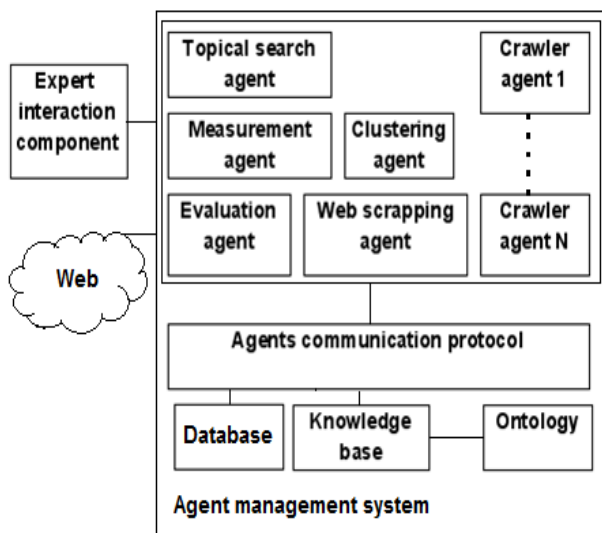 Expert
interaction
component
Web
Topical search
agent
Crawler
agent 1
Measurement
agent
Clustering
agent
Evaluation
agent
Web scrapping
agent
Crawler
agent N
Agents communication protocol
Database
Knowledge
base
Ontology
Agent management system